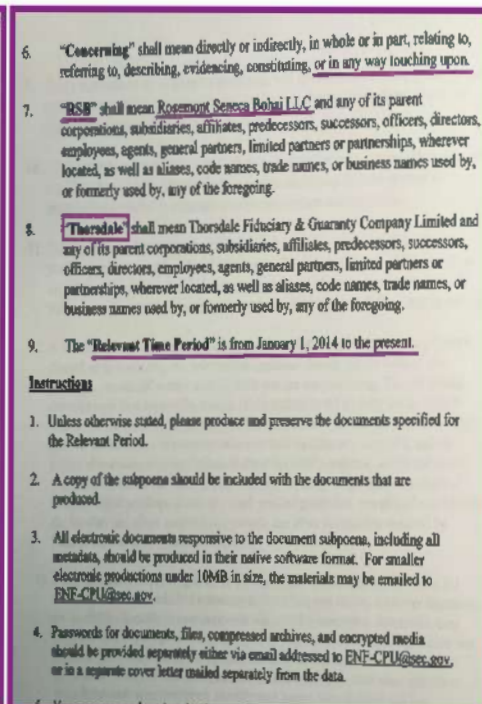 6. "Concerning" shall mean directly or indirectly, in whole or in part, relating to,
referring to, describing, evidencing, constituting, or in any way touching upon.
7. "RSB" shall mean Rosemont Seneca Bohai LLC and any of its parent
corporations, subsidiaries, affiliates, predecessors, successors, officers, directors,
employees, agents, general partners, limited partners or partnerships, wherever
located, as well as aliases, code names, trade names, or business names used by,
or formerly used by, any of the foregoing.
8. "Thorsdale" shall mean Thorsdale Fiduciary & Guaranty Company Limited and
any of its parent corporations, subsidiaries, affiliates, predecessors, successors,
officers, directors, employees, agents, general partners, limited partners or
partnerships, wherever located, as well as aliases, code names, trade names, or
business names used by, or formerly used by, any of the foregoing.
9. The "Relevant Time Period" is from January 1, 2014 to the present.
Instructions
1. Unless otherwise stated, please produce and preserve the documents specified for
the Relevant Period.
2. A copy of the subpoena should be included with the documents that are
produced.
3. All electronic documents responsive to the document subpoena, including all
metadata, should be produced in their native software format. For smaller
electronic productions under 10MB in size, the materials may be emailed to
ENF-CPU@sec.gov.
4. Passwords for documents, files, compressed archives, and encrypted media
should be provided separately either via email addressed to ENF-CPU@sec.gov,
or in a separate cover letter mailed separately from the data.